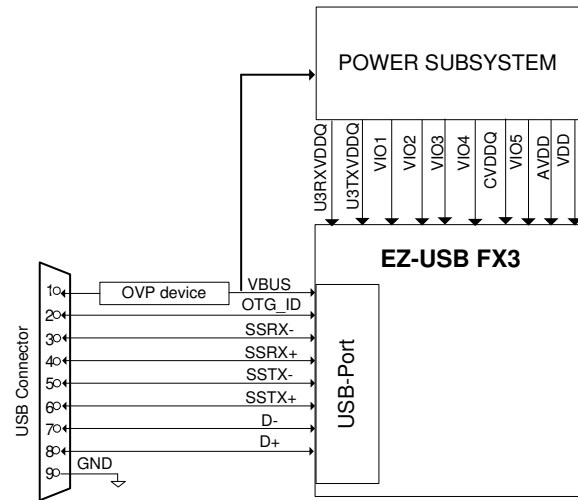 POWER SUBSYSTEM
U3RXVDDQ
U3TXVDDQ
VIO1
VIO2
VIO3
VIO4
CVDDQ
VIO5
AVDD
VDD
EZ-USB FX3
USB Connector
1 OVP device VBUS
2 OTG_ID
3 SSRX-
4 SSRX+
5 SSTX-
6 SSTX+
7 D-
8 D+
9 GND
USB-Port